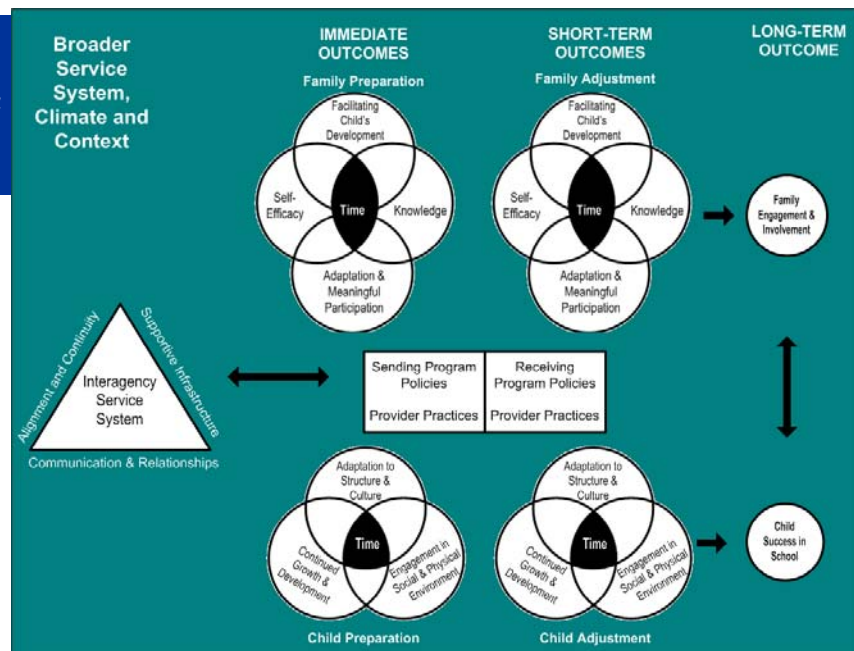 Broader
Service
System,
Climate and
Context
IMMEDIATE
OUTCOMES
Family Preparation
Facilitating
Child's
Development
Self-
Efficacy
Time
Knowledge
Adaptation &
Meaningful
Participation
SHORT-TERM
OUTCOMES
Family Adjustment
Facilitating
Child's
Development
Self-
Efficacy
Time
Knowledge
Adaptation &
Meaningful
Participation
LONG-TERM
OUTCOME
Family
Engagement &
Involvement
Alignment and Continuity
Supportive Infrastructure
Interagency
Service
System
Communication & Relationships
Sending Program
Policies
Provider Practices
Receiving
Program Policies
Provider Practices
Adaptation to
Structure &
Culture
Time
Continued
Growth &
Development
Engagement in
Social & Physical
Environment
Child Preparation
Adaptation to
Structure &
Culture
Time
Continued
Growth &
Development
Engagement in
Social & Physical
Environment
Child Adjustment
Child
Success in
School